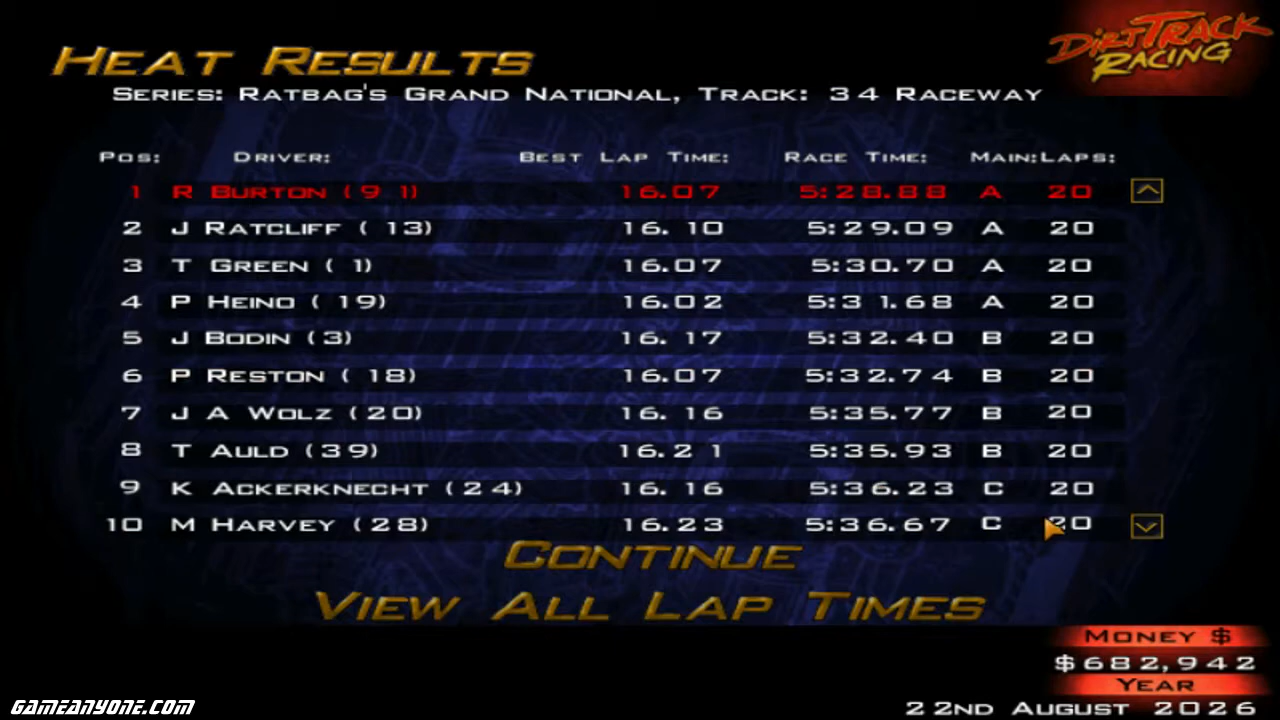 Heat Results
Dirt Track Racing
Series: Ratbag's Grand National, Track: 34 Raceway
Pos: Driver: Best Lap Time: Race Time: Main: Laps:
1 R Burton (91) 16.07 5:28.88 A 20
2 J Ratcliff (13) 16.10 5:29.09 A 20
3 T Green (1) 16.07 5:30.70 A 20
4 P Heino (19) 16.02 5:31.68 A 20
5 J Bodin (3) 16.17 5:32.40 B 20
6 P Reston (18) 16.07 5:32.74 B 20
7 J A Wolz (20) 16.16 5:35.77 B 20
8 T Auld (39) 16.21 5:35.93 B 20
9 K Ackerknecht (24) 16.16 5:36.23 C 20
10 M Harvey (28) 16.23 5:36.67 C 20
Continue
View All Lap Times
Money $
$682,942
Year
22nd August 2026
GAMEANYONE.COM